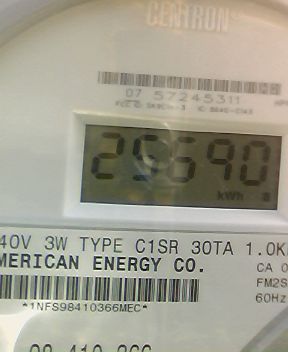 CENTRON
07 57245311
25690
kWh
40V 3W TYPE C1SR 30TA 1.0K
MERICAN ENERGY CO.
CA 0
FM2S
60Hz
*1NFS98410366MEC*